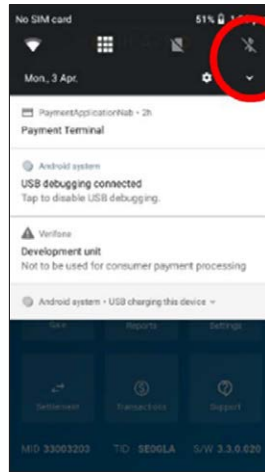 No SIM card 51%
Mon., 3 Apr.
PaymentApplicationNab • 2h
Payment Terminal
Android system
USB debugging connected
Tap to disable USB debugging.
Verifone
Development unit
Not to be used for consumer payment processing
Android system • USB charging this device
Reports Settings
Settlement Transactions Support
MID 33003203 TID SE0GLA S/W 3.3.0.020